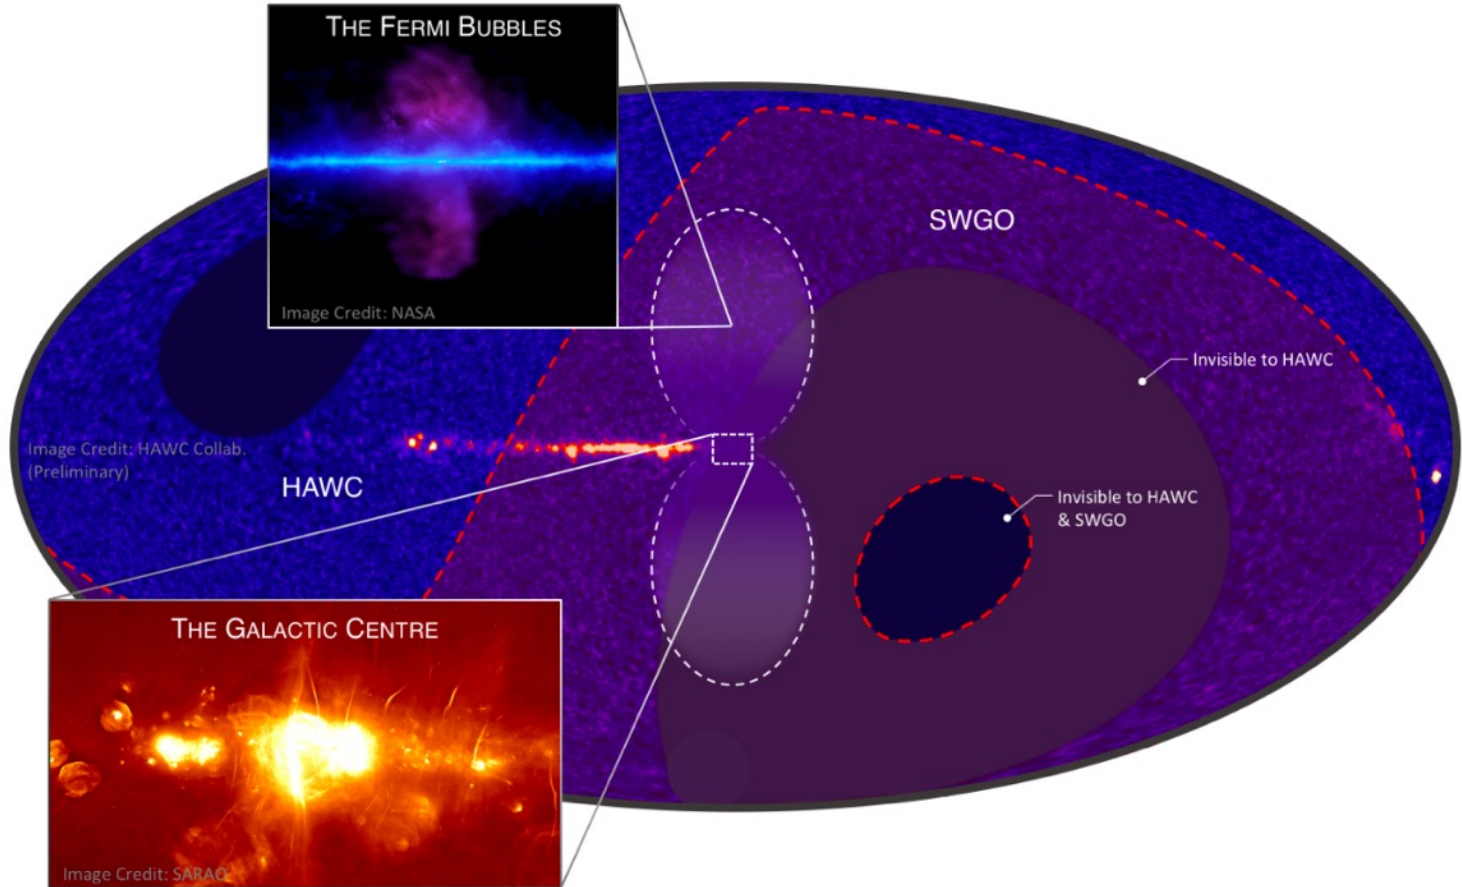 THE FERMI BUBBLES
Image Credit: NASA
SWGO
Invisible to HAWC
Image Credit: HAWC Collab.
(Preliminary)
HAWC
Invisible to HAWC
& SWGO
THE GALACTIC CENTRE
Image Credit: SARAO